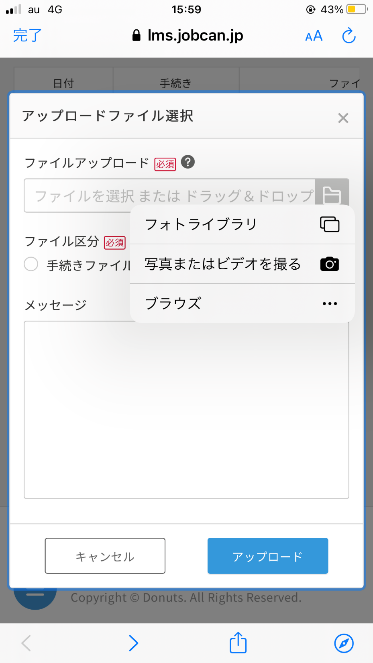 au 4G 15:59 43%
完了 lms.jobcan.jp AA
日付 手続き ファイ
アップロードファイル選択 ×
ファイルアップロード 必須 ?
ファイルを選択 または ドラッグ＆ドロップ
フォトライブラリ
ファイル区分 必須
手続きファイル
写真またはビデオを撮る
ブラウズ
メッセージ
キャンセル アップロード
Copyright © Donuts. All Rights Reserved.